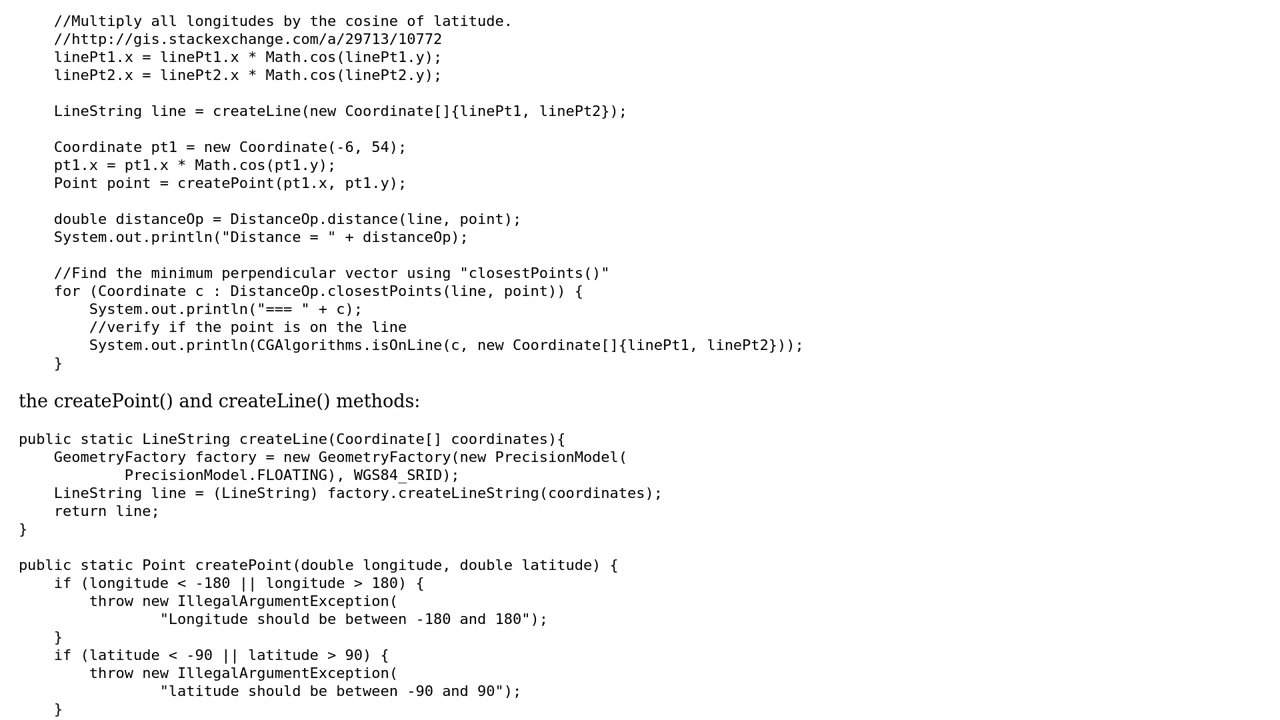 //Multiply all longitudes by the cosine of latitude.
//http://gis.stackexchange.com/a/29713/10772
linePt1.x = linePt1.x * Math.cos(linePt1.y);
linePt2.x = linePt2.x * Math.cos(linePt2.y);
LineString line = createLine(new Coordinate[]{linePt1, linePt2});
Coordinate pt1 = new Coordinate(-6, 54);
pt1.x = pt1.x * Math.cos(pt1.y);
Point point = createPoint(pt1.x, pt1.y);
double distanceOp = DistanceOp.distance(line, point);
System.out.println("Distance = " + distanceOp);
//Find the minimum perpendicular vector using "closestPoints()"
for (Coordinate c : DistanceOp.closestPoints(line, point)) {
System.out.println("=== " + c);
//verify if the point is on the line
System.out.println(CGAlgorithms.isOnLine(c, new Coordinate[]{linePt1, linePt2}));
}
the createPoint() and createLine() methods:
public static LineString createLine(Coordinate[] coordinates){
GeometryFactory factory = new GeometryFactory(new PrecisionModel(
PrecisionModel.FLOATING), WGS84_SRID);
LineString line = (LineString) factory.createLineString(coordinates);
return line;
}
public static Point createPoint(double longitude, double latitude) {
if (longitude < -180 || longitude > 180) {
throw new IllegalArgumentException(
"Longitude should be between -180 and 180");
}
if (latitude < -90 || latitude > 90) {
throw new IllegalArgumentException(
"latitude should be between -90 and 90");
}